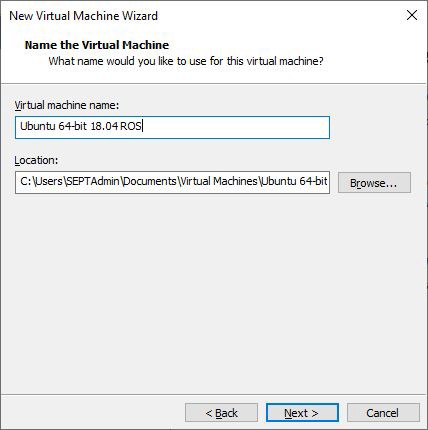 New Virtual Machine Wizard
Name the Virtual Machine
What name would you like to use for this virtual machine?
Virtual machine name:
Ubuntu 64-bit 18.04 ROS
Location:
C:\Users\SEPTAdmin\Documents\Virtual Machines\Ubuntu 64-bit
Browse...
< Back
Next >
Cancel